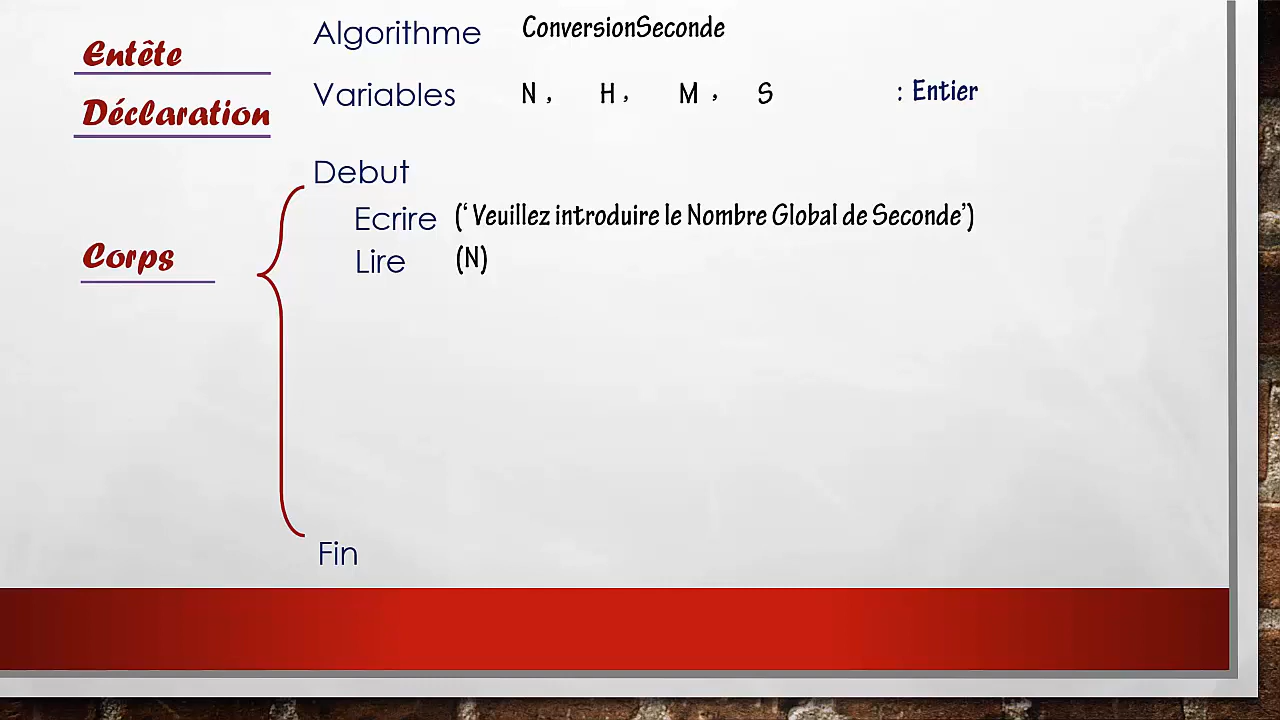 Entête
Algorithme ConversionSeconde
Déclaration
Variables N , H , M , S : Entier
Corps
Debut
Ecrire (‘ Veuillez introduire le Nombre Global de Seconde’)
Lire (N)
Fin